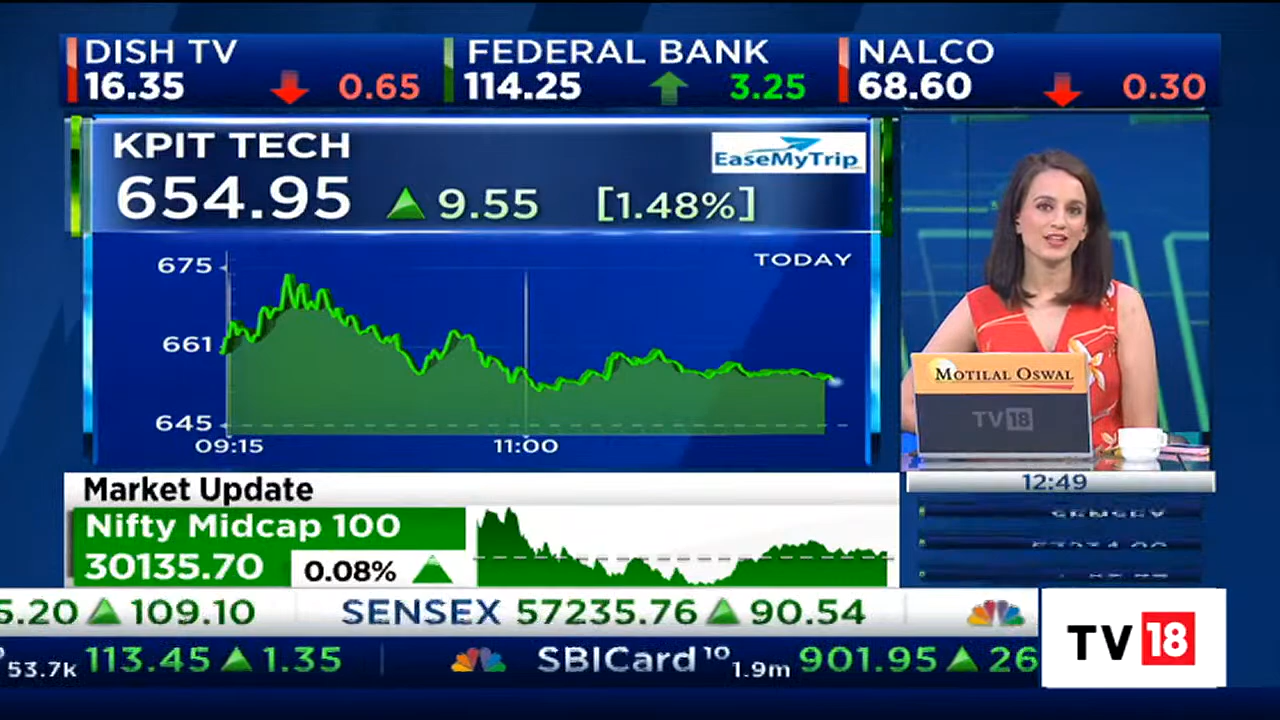 DISH TV
16.35 0.65
FEDERAL BANK
114.25 3.25
NALCO
68.60 0.30
KPIT TECH
654.95 9.55 [1.48%]
EaseMyTrip
TODAY
675
661
645
09:15 11:00
MOTILAL OSWAL
TV18
12:49
Market Update
Nifty Midcap 100
30135.70 0.08%
5.20 109.10 SENSEX 57235.76 90.54
53.7k 113.45 1.35 SBICard 10 1.9m 901.95 26
TV18